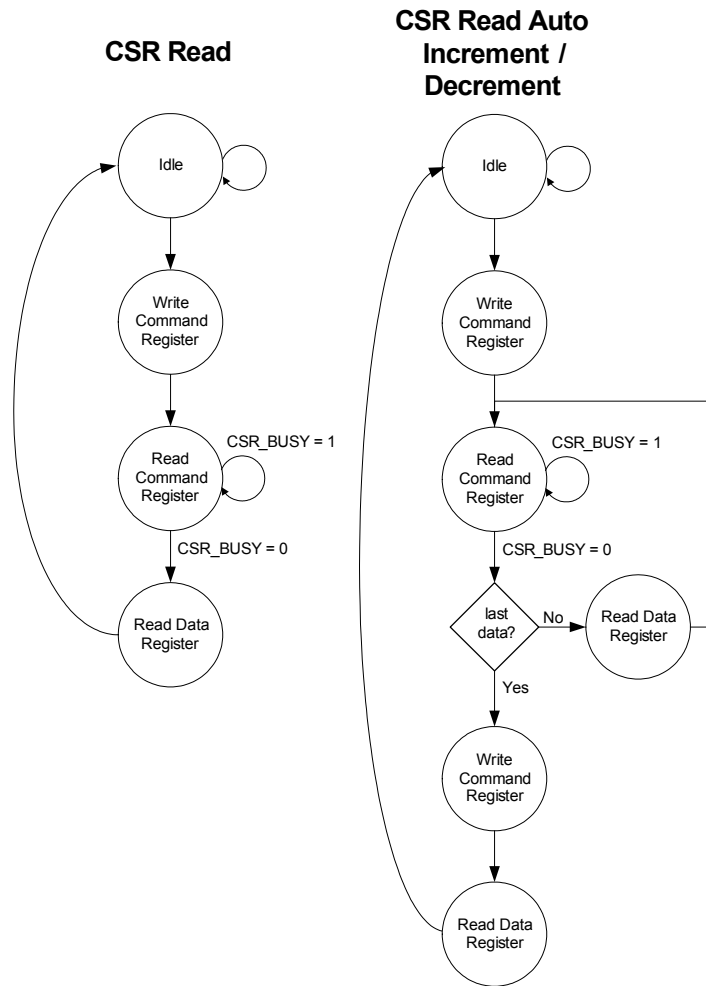 CSR Read
Idle
Write
Command
Register
CSR_BUSY = 1
Read
Command
Register
CSR_BUSY = 0
Read Data
Register
CSR Read Auto
Increment /
Decrement
Idle
Write
Command
Register
CSR_BUSY = 1
Read
Command
Register
CSR_BUSY = 0
last
data?
No
Read Data
Register
Yes
Write
Command
Register
Read Data
Register